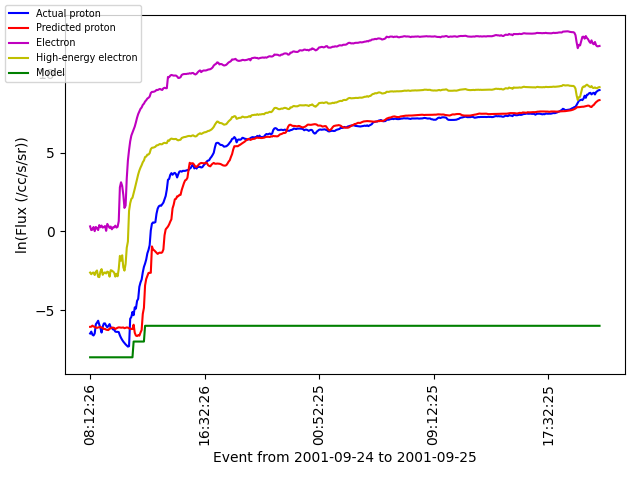 Actual proton
Predicted proton
Electron
High-energy electron
Model
5
0
−5
ln(Flux (/cc/s/sr))
08:12:26
16:32:26
00:52:25
09:12:25
17:32:25
Event from 2001-09-24 to 2001-09-25